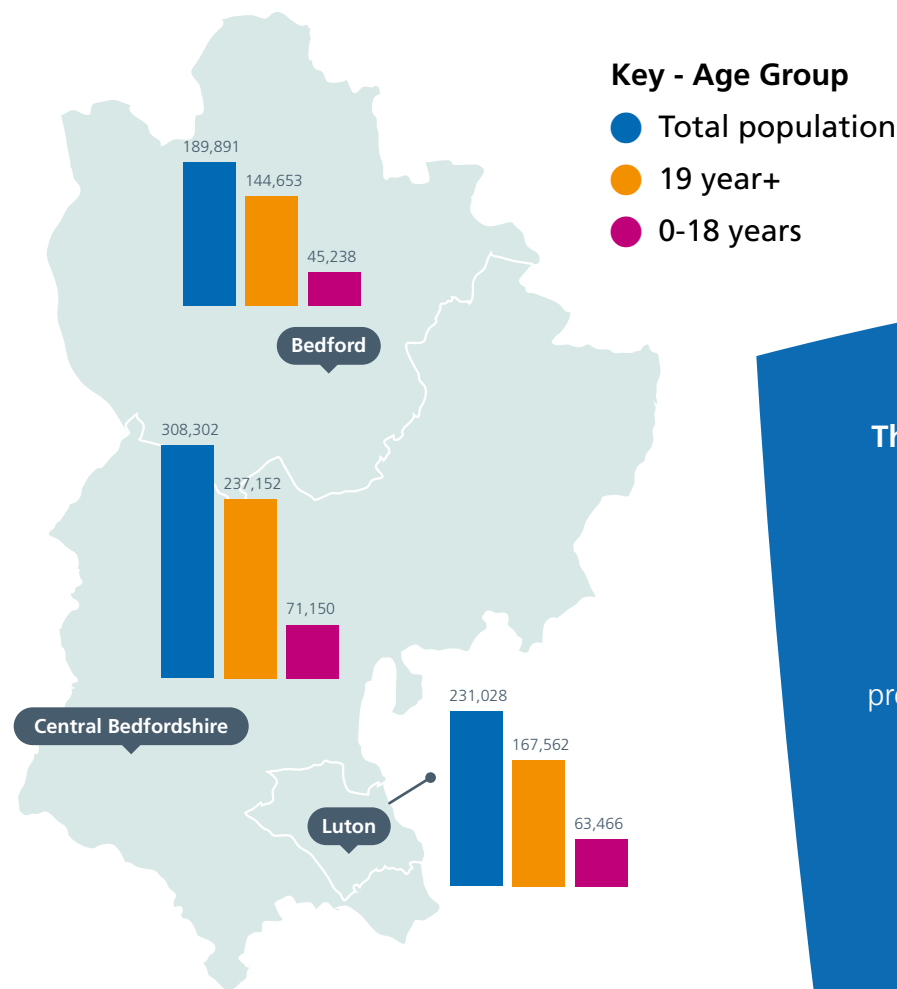 Key - Age Group
Total population
19 year+
0-18 years
189,891
144,653
45,238
Bedford
308,302
237,152
71,150
Central Bedfordshire
231,028
167,562
63,466
Luton